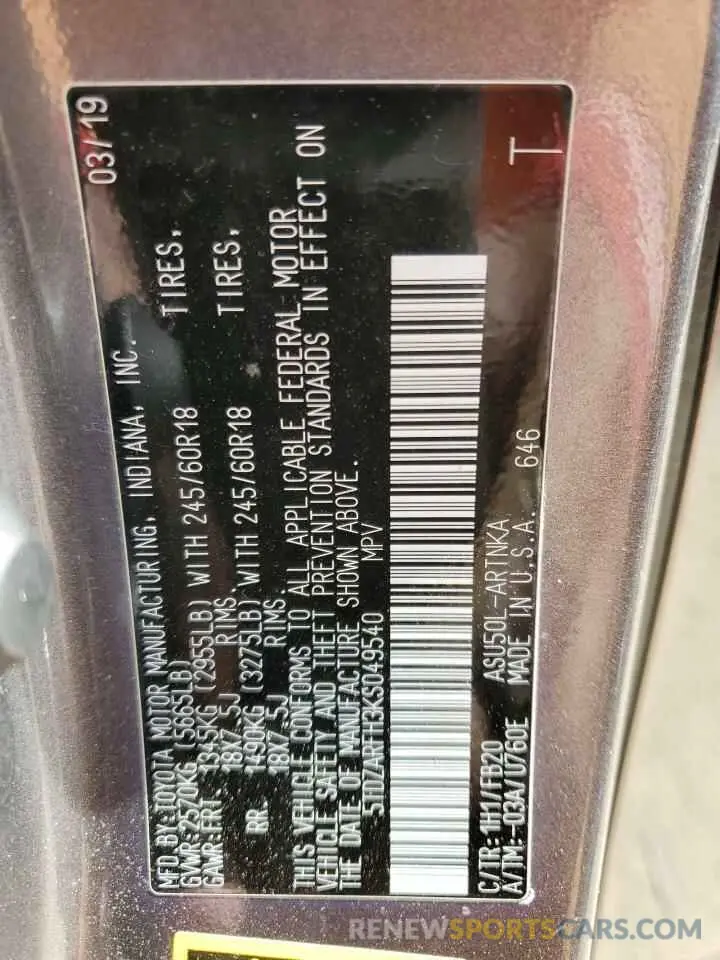 MFD.BY:TOYOTA MOTOR MANUFACTURING, INDIANA, INC. 03/19
GVWR:2570KG (5665LB)
GAWR:FRT. 1345KG (2955LB) WITH 245/60R18 TIRES,
18X7.5J RIMS.
RR. 1490KG (3275LB) WITH 245/60R18 TIRES,
18X7.5J RIMS.
THIS VEHICLE CONFORMS TO ALL APPLICABLE FEDERAL MOTOR
VEHICLE SAFETY AND THEFT PREVENTION STANDARDS IN EFFECT ON
THE DATE OF MANUFACTURE SHOWN ABOVE.
5TDZARFH3KS049540 MPV
C/TR: 1H1/FB20 ASU50L-ARTNKA
A/TM:-03A/U760E MADE IN U.S.A. 646
T
RENEWSPORTSCARS.COM